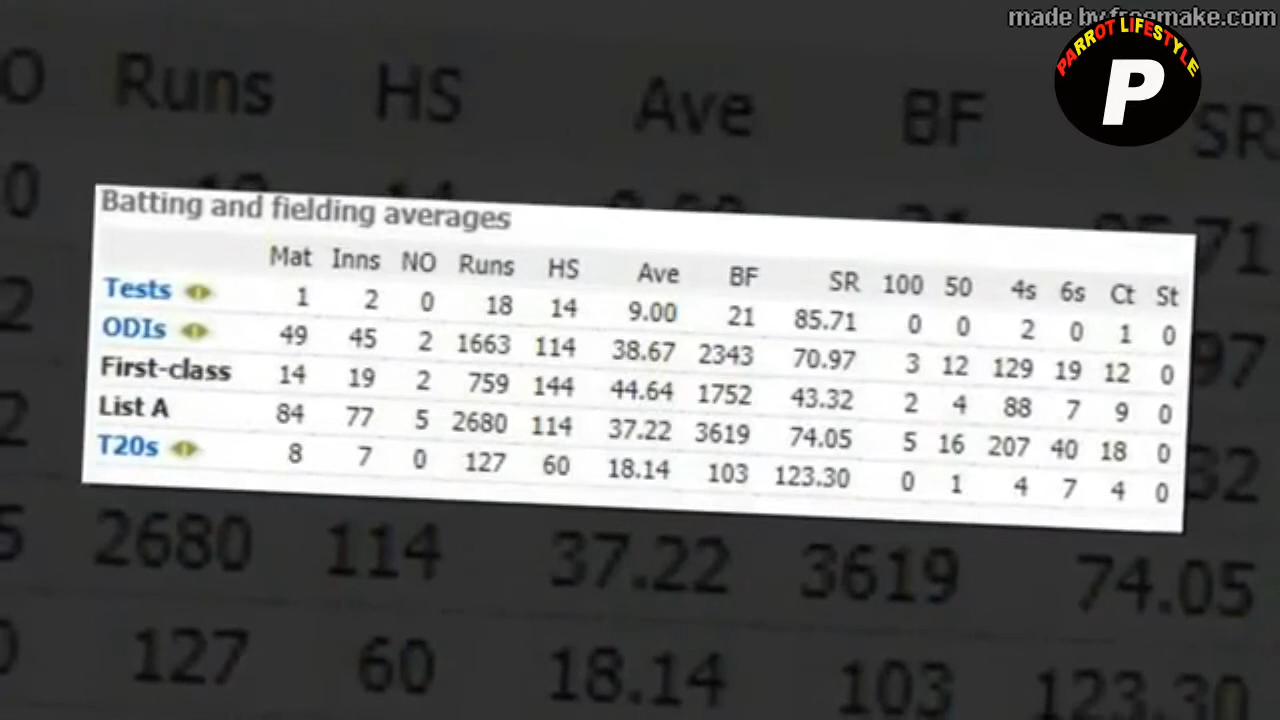 made by freemake.com
PARROT LIFESTYLE
P
O Runs HS Ave BF SR
Batting and fielding averages
Mat Inns NO Runs HS Ave BF SR 100 50 4s 6s Ct St
Tests 1 2 0 18 14 9.00 21 85.71 0 0 2 0 1 0
ODIs 49 45 2 1663 114 38.67 2343 70.97 3 12 129 19 12 0
First-class 14 19 2 759 144 44.64 1752 43.32 2 4 88 7 9 0
List A 84 77 5 2680 114 37.22 3619 74.05 5 16 207 40 18 0
T20s 8 7 0 127 60 18.14 103 123.30 0 1 4 7 4 0
5 2680 114 37.22 3619 74.05
0 127 60 18.14 103 123.30